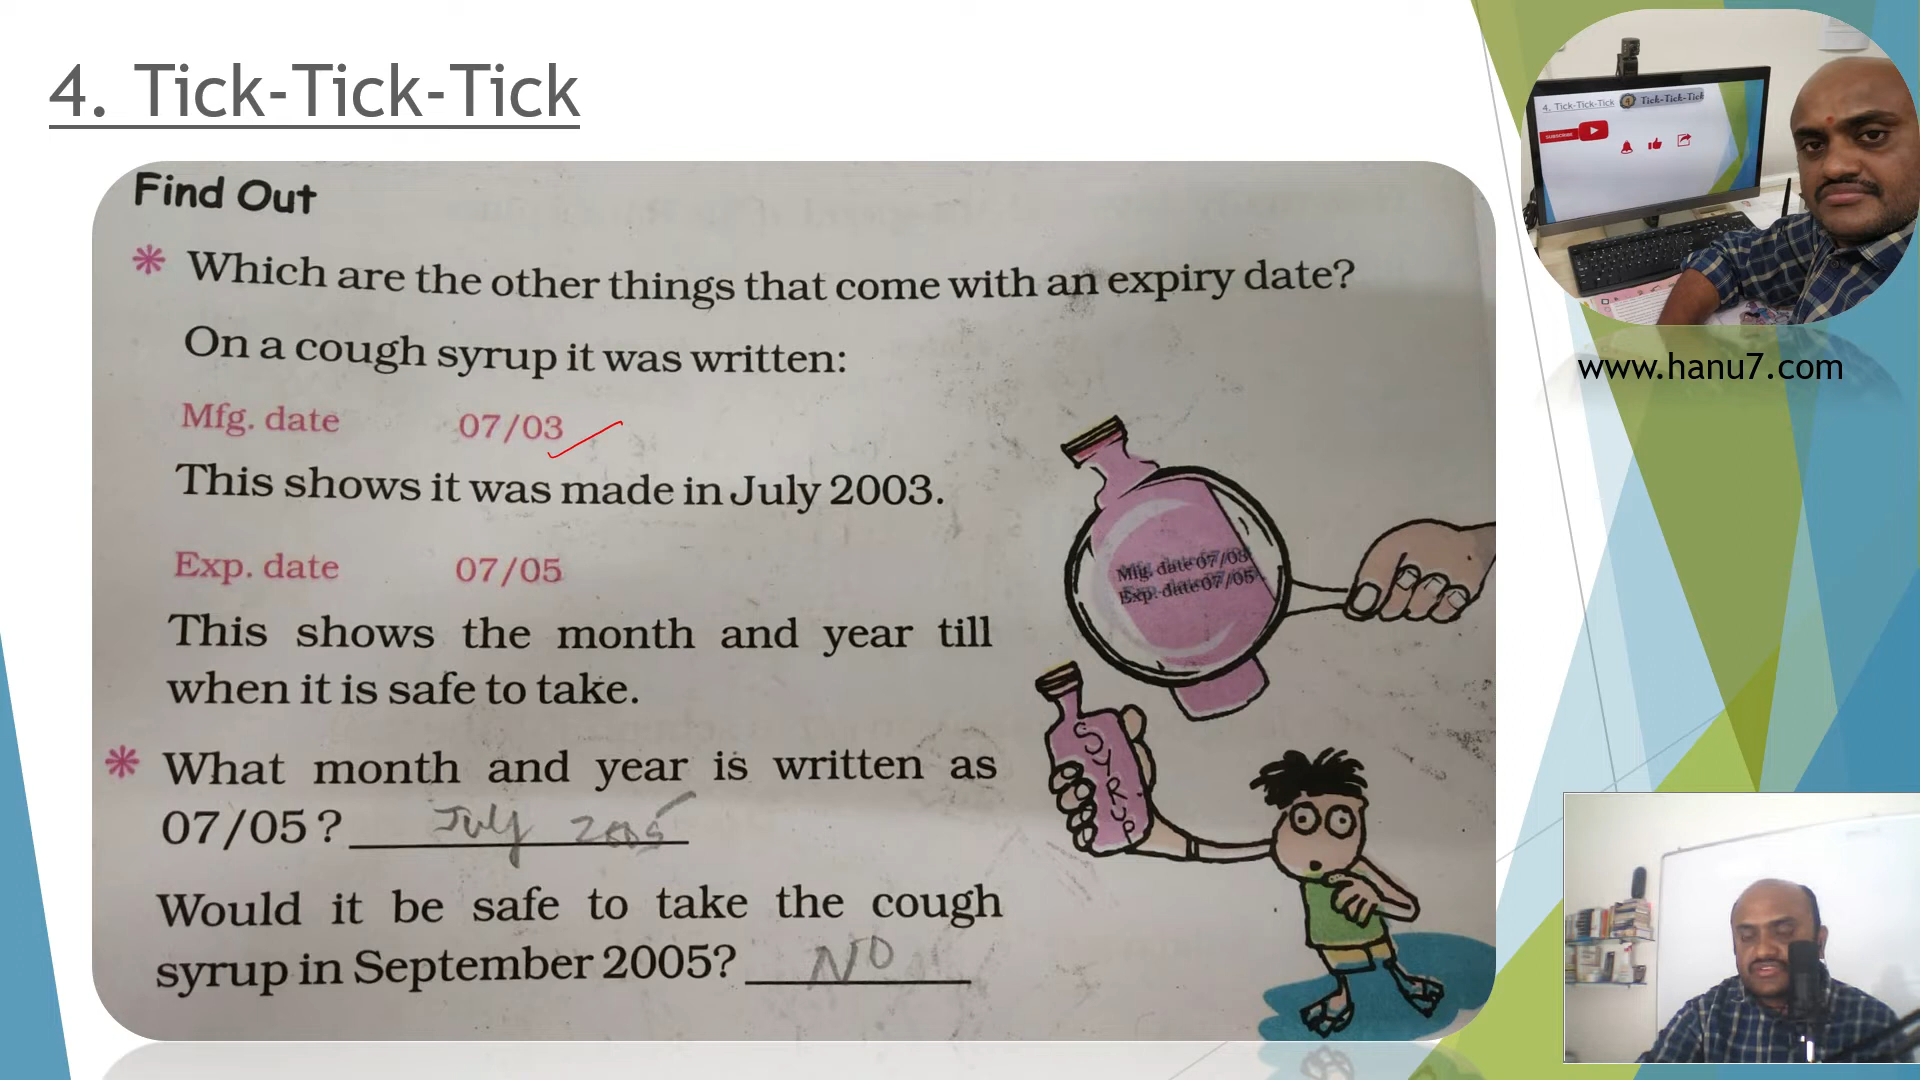 4. Tick-Tick-Tick
Find Out
Which are the other things that come with an expiry date?
On a cough syrup it was written:
Mfg. date 07/03
This shows it was made in July 2003.
Exp. date 07/05
This shows the month and year till
when it is safe to take.
What month and year is written as
07/05? July 2005
Would it be safe to take the cough
syrup in September 2005? NO
Mfg. date 07/03
Exp. date 07/05
SYRUP
4. Tick-Tick-Tick 4 Tick-Tick-Tick
SUBSCRIBE
www.hanu7.com